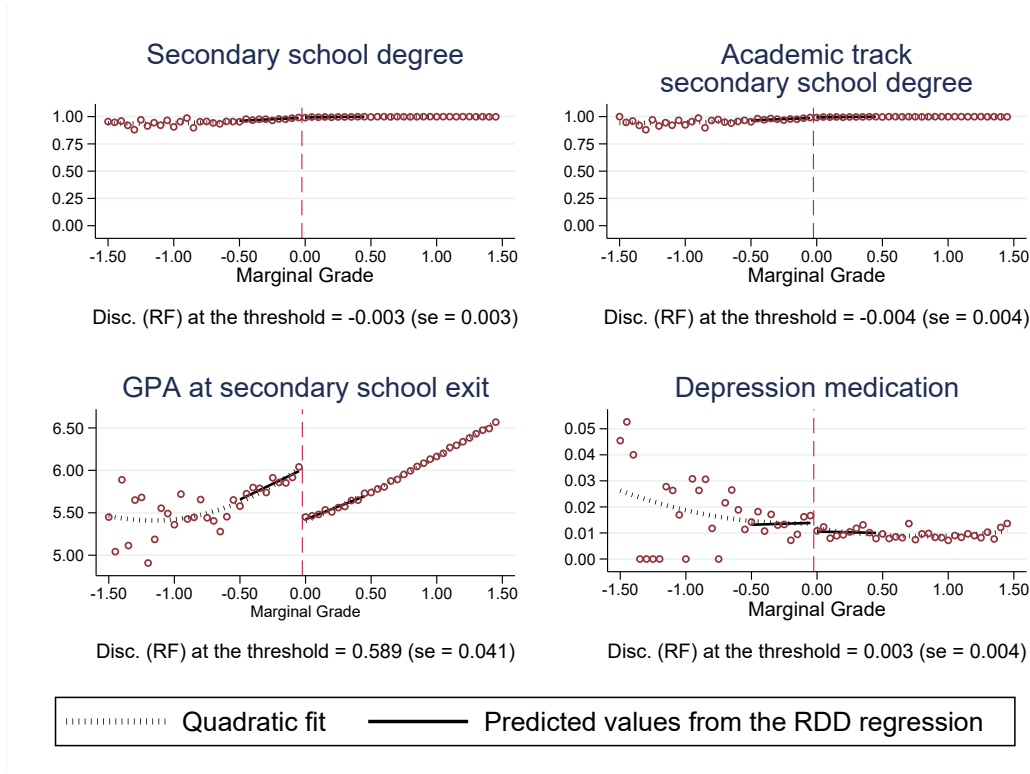 Secondary school degree
1.00
0.75
0.50
0.25
0.00
-1.50 -1.00 -0.50 0.00 0.50 1.00 1.50
Marginal Grade
Disc. (RF) at the threshold = -0.003 (se = 0.003)
Academic track
secondary school degree
1.00
0.75
0.50
0.25
0.00
-1.50 -1.00 -0.50 0.00 0.50 1.00 1.50
Marginal Grade
Disc. (RF) at the threshold = -0.004 (se = 0.004)
GPA at secondary school exit
6.50
6.00
5.50
5.00
-1.50 -1.00 -0.50 0.00 0.50 1.00 1.50
Marginal Grade
Disc. (RF) at the threshold = 0.589 (se = 0.041)
Depression medication
0.05
0.04
0.03
0.02
0.01
0.00
-1.50 -1.00 -0.50 0.00 0.50 1.00 1.50
Marginal Grade
Disc. (RF) at the threshold = 0.003 (se = 0.004)
Quadratic fit Predicted values from the RDD regression